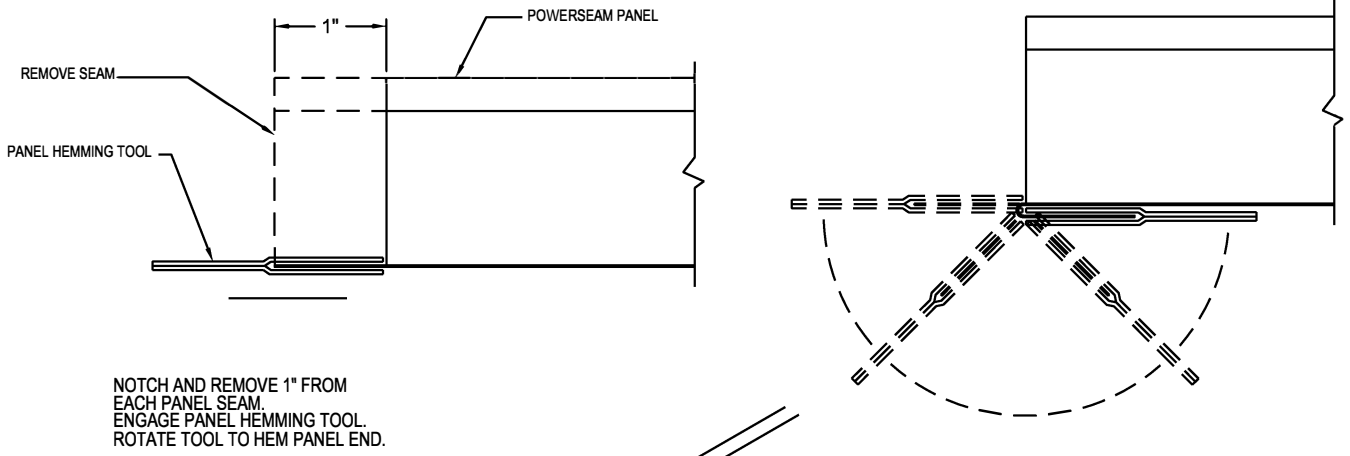 1"
POWERSEAM PANEL
REMOVE SEAM
PANEL HEMMING TOOL
NOTCH AND REMOVE 1" FROM
EACH PANEL SEAM.
ENGAGE PANEL HEMMING TOOL.
ROTATE TOOL TO HEM PANEL END.